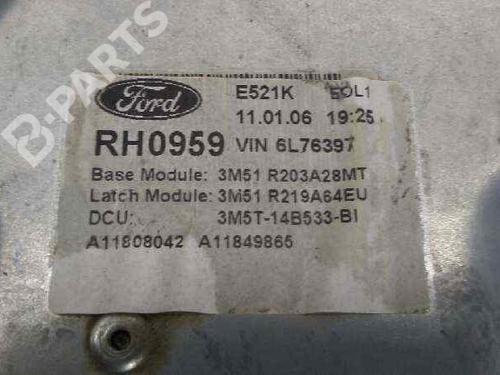 B-PARTS
Ford E521K EOL1
11.01.06 19:25
RH0959 VIN 6L76397
Base Module: 3M51 R203A28MT
Latch Module: 3M51 R219A64EU
DCU: 3M5T-14B533-BI
A11808042 A11849865